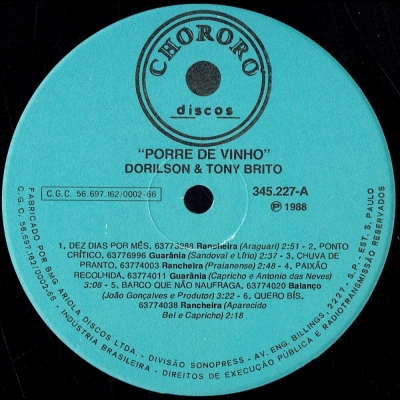 CHORORO
discos
"PORRE DE VINHO"
DORILSON & TONY BRITO
C.G.C. 56.697.162/0002-66
345.227-A
℗ 1988
1. DEZ DIAS POR MÊS. 63773988 Rancheira (Araguari) 2:51 - 2. PONTO
CRÍTICO, 63776996 Guarânia (Sandoval e Lírio) 2:37 - 3. CHUVA DE
PRANTO, 63774003 Rancheira (Praianense) 2:48 - 4. PAIXÃO
RECOLHIDA, 63774011 Guarânia (Capricho e Antonio das Neves)
3:08 - 5. BARCO QUE NÃO NAUFRAGA. 63774020 Balanço
(João Gonçalves e Produtor) 3:22 - 6. QUERO BÍS.
63774038 Rancheira (Aparecido
Bel e Capricho) 2:18
FABRICADO POR: BMG ARIOLA DISCOS LTDA. - DIVISÃO SONOPRESS - AV. ENG. BILLINGS, 2227 - S.P. - EST. S. PAULO
C.G.C. 56.697.162/0002-66 - INDÚSTRIA BRASILEIRA - DIREITOS DE EXECUÇÃO PÚBLICA E RADIOTRANSMISSÃO RESERVADOS